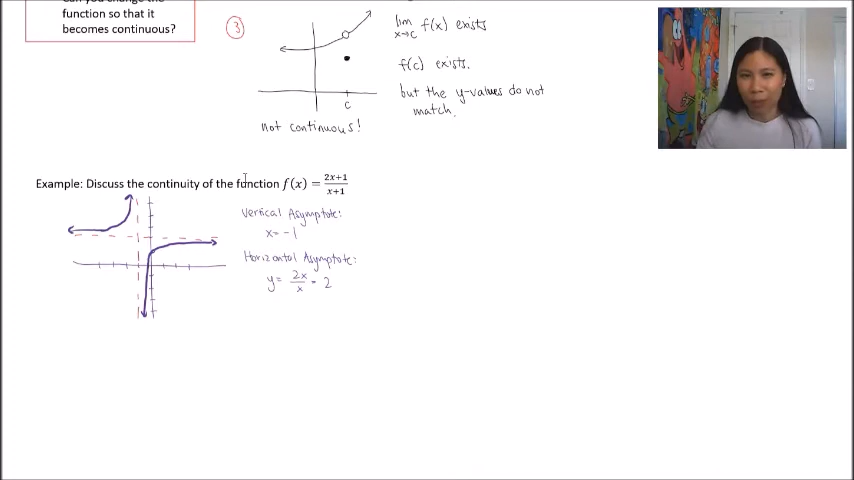 Can you change the
function so that it
becomes continuous?
3
lim f(x) exists
x→c
f(c) exists.
but the y-values do not
match.
c
not continuous!
Example: Discuss the continuity of the function f(x) = 2x+1/x+1
Vertical Asymptote:
x=-1
Horizontal Asymptote:
y= 2x/x = 2